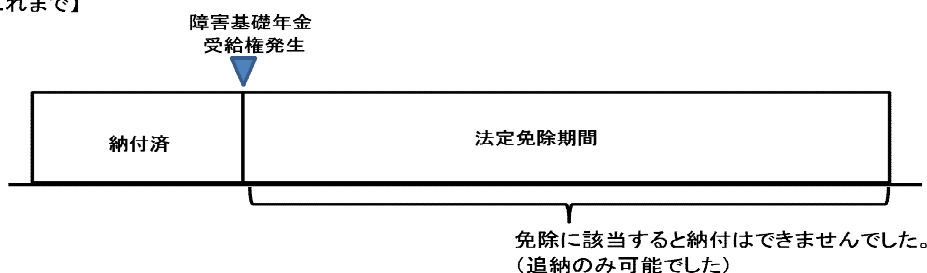 れまで】
障害基礎年金
受給権発生
納付済
法定免除期間
免除に該当すると納付はできませんでした。
（追納のみ可能でした）